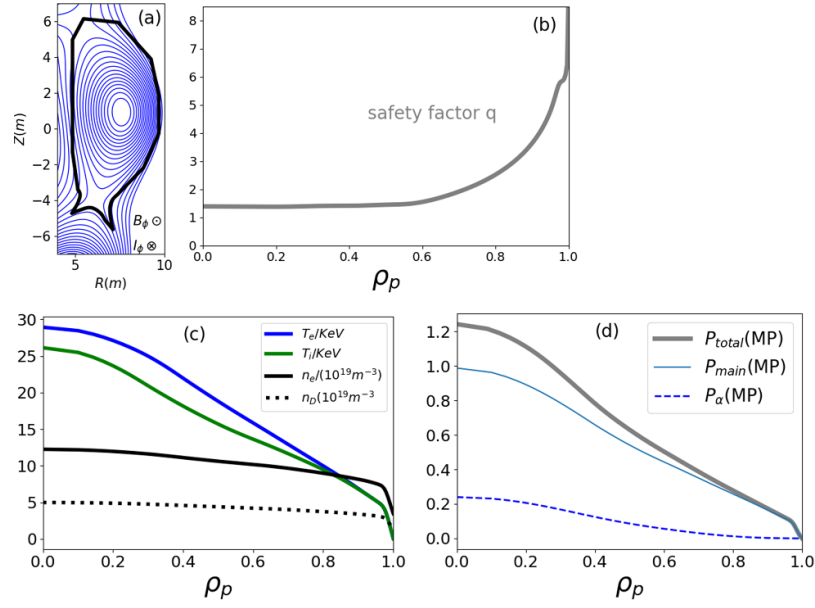 (a)
6
4
2
0
−2
−4
−6
Z(m)
5
10
R(m)
B_ϕ ⊙
I_ϕ ⊗
(b)
safety factor q
8
7
6
5
4
3
2
1
0
0.0 0.2 0.4 0.6 0.8 1.0
ρ_p
(c)
30
25
20
15
10
5
0
T_e/KeV
T_i/KeV
n_e/(10^{19}m^{−3})
n_D(10^{19}m^{−3}
0.0 0.2 0.4 0.6 0.8 1.0
ρ_p
(d)
1.2
1.0
0.8
0.6
0.4
0.2
0.0
P_{total}(MP)
P_{main}(MP)
P_α(MP)
0.0 0.2 0.4 0.6 0.8 1.0
ρ_p